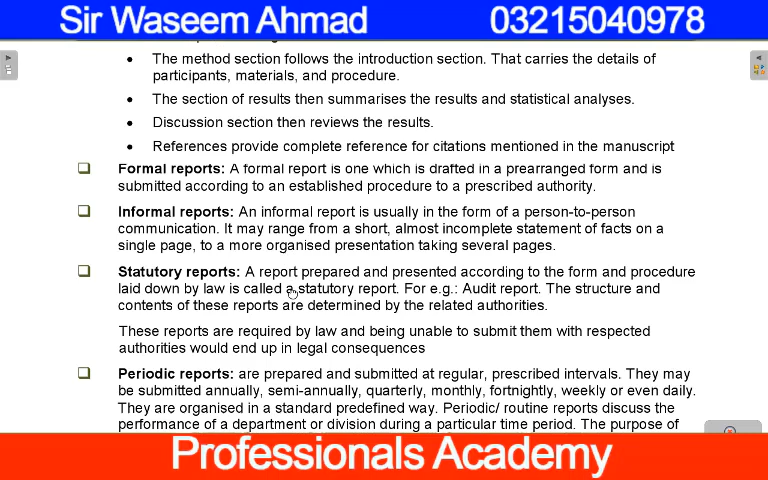 Sir Waseem Ahmad 03215040978
• The method section follows the introduction section. That carries the details of
participants, materials, and procedure.
• The section of results then summarises the results and statistical analyses.
• Discussion section then reviews the results.
• References provide complete reference for citations mentioned in the manuscript
❑ Formal reports: A formal report is one which is drafted in a prearranged form and is
submitted according to an established procedure to a prescribed authority.
❑ Informal reports: An informal report is usually in the form of a person-to-person
communication. It may range from a short, almost incomplete statement of facts on a
single page, to a more organised presentation taking several pages.
❑ Statutory reports: A report prepared and presented according to the form and procedure
laid down by law is called a statutory report. For e.g.: Audit report. The structure and
contents of these reports are determined by the related authorities.
These reports are required by law and being unable to submit them with respected
authorities would end up in legal consequences
❑ Periodic reports: are prepared and submitted at regular, prescribed intervals. They may
be submitted annually, semi-annually, quarterly, monthly, fortnightly, weekly or even daily.
They are organised in a standard predefined way. Periodic/ routine reports discuss the
performance of a department or division during a particular time period. The purpose of
Professionals Academy